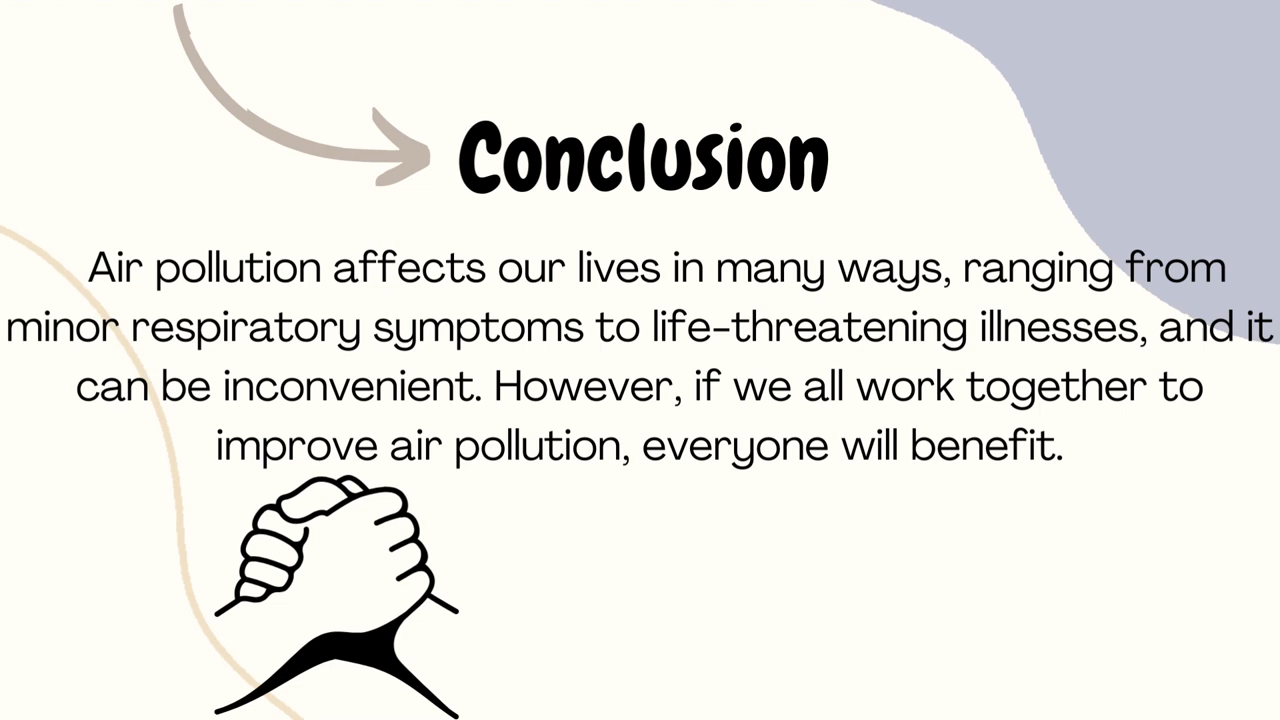 Conclusion
Air pollution affects our lives in many ways, ranging from
minor respiratory symptoms to life-threatening illnesses, and it
can be inconvenient. However, if we all work together to
improve air pollution, everyone will benefit.